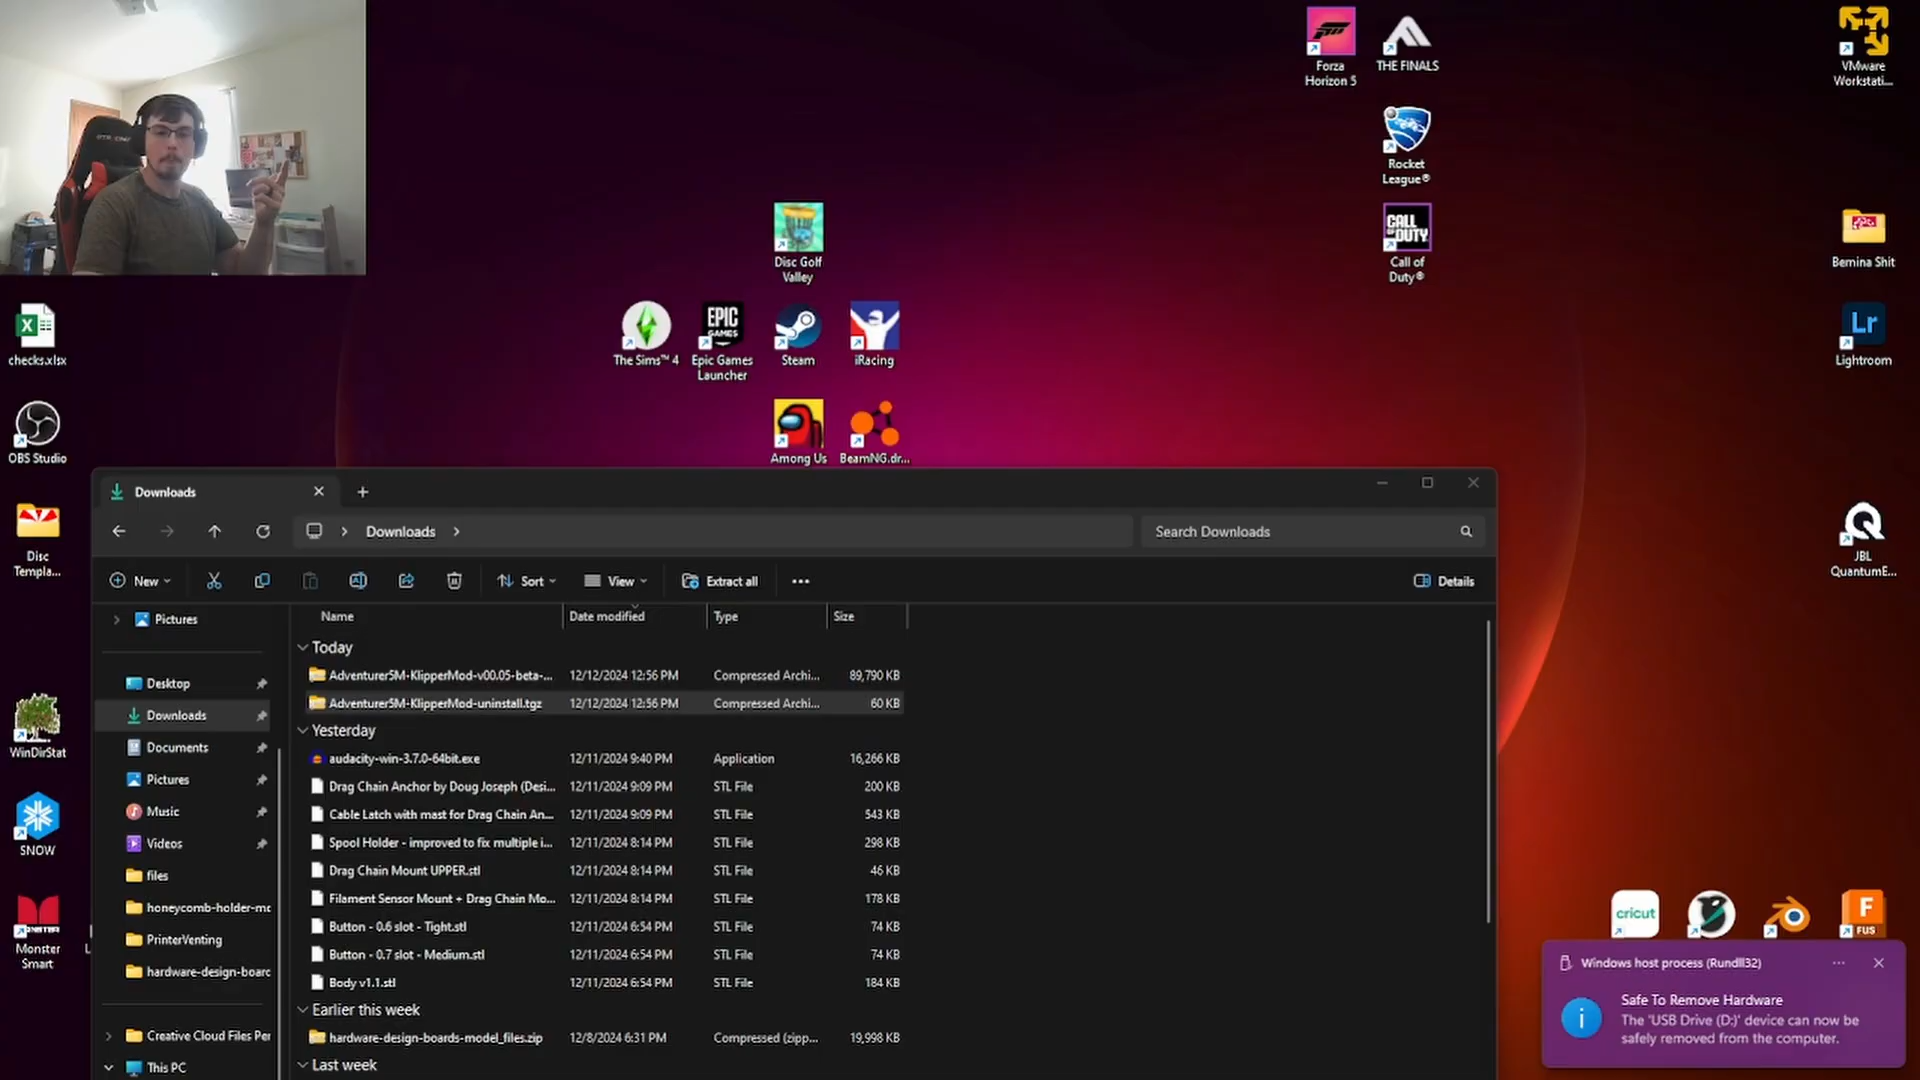 Forza
Horizon 5
THE FINALS
VMware
Workstati...
Rocket
League®
CALL OF DUTY
Call of
Duty®
Disc Golf
Valley
Bernina Shit
checks.xlsx
The Sims™ 4
EPIC
GAMES
Epic Games
Launcher
Steam
iRacing
Lr
Lightroom
OBS Studio
Among Us
BeamNG.dr...
Disc
Templa...
JBL
QuantumE...
WinDirStat
SNOW
MONSTER
Monster
Smart
Downloads
Downloads
Search Downloads
New
Sort
View
Extract all
Details
Pictures
Desktop
Downloads
Documents
Pictures
Music
Videos
files
honeycomb-holder-mo
PrinterVenting
hardware-design-board
Creative Cloud Files Per
This PC
Name Date modified Type Size
Today
Adventurer5M-KlipperMod-v00.05-beta-... 12/12/2024 12:56 PM Compressed Archi... 89,790 KB
Adventurer5M-KlipperMod-uninstall.tgz 12/12/2024 12:56 PM Compressed Archi... 60 KB
Yesterday
audacity-win-3.7.0-64bit.exe 12/11/2024 9:40 PM Application 16,266 KB
Drag Chain Anchor by Doug Joseph (Desi... 12/11/2024 9:09 PM STL File 200 KB
Cable Latch with mast for Drag Chain An... 12/11/2024 9:09 PM STL File 543 KB
Spool Holder - improved to fix multiple i... 12/11/2024 8:14 PM STL File 298 KB
Drag Chain Mount UPPER.stl 12/11/2024 8:14 PM STL File 46 KB
Filament Sensor Mount + Drag Chain Mo... 12/11/2024 8:14 PM STL File 178 KB
Button - 0.6 slot - Tight.stl 12/11/2024 6:54 PM STL File 74 KB
Button - 0.7 slot - Medium.stl 12/11/2024 6:54 PM STL File 74 KB
Body v1.1.stl 12/11/2024 6:54 PM STL File 184 KB
Earlier this week
hardware-design-boards-model_files.zip 12/8/2024 6:31 PM Compressed (zipp... 19,998 KB
Last week
cricut
F
FUS
Windows host process (Rundll32)
Safe To Remove Hardware
The 'USB Drive (D:)' device can now be
safely removed from the computer.